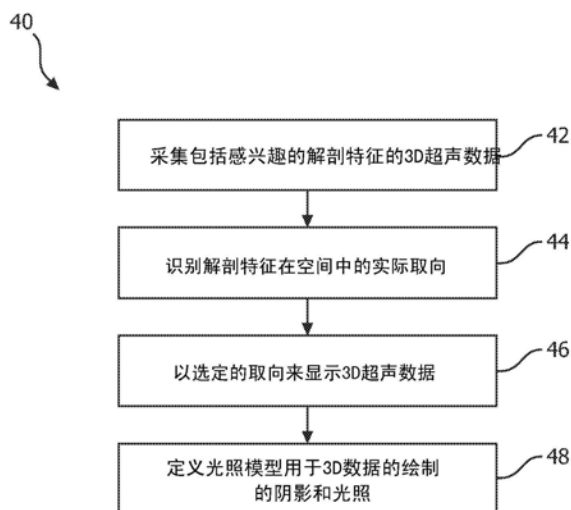 40
采集包括感兴趣的解剖特征的3D超声数据
42
识别解剖特征在空间中的实际取向
44
以选定的取向来显示3D超声数据
46
定义光照模型用于3D数据的绘制
的阴影和光照
48